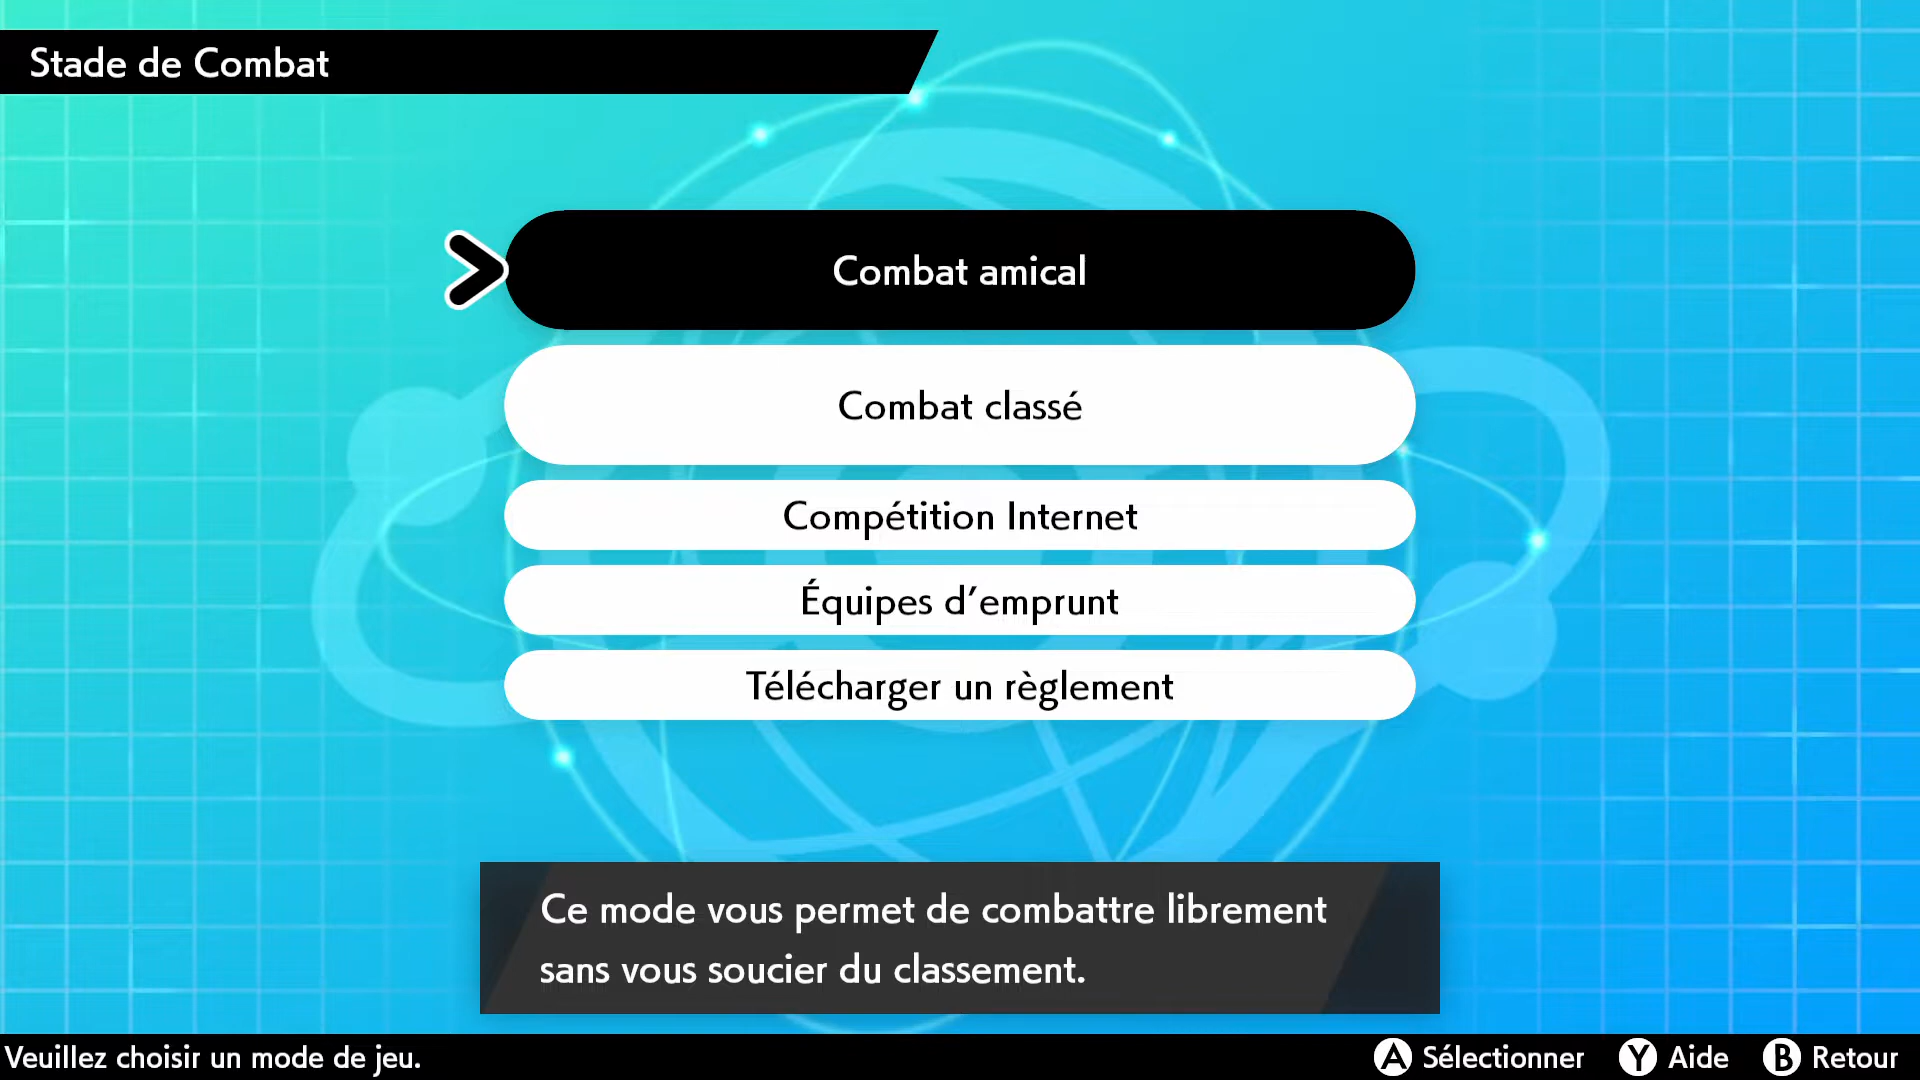 Stade de Combat
Combat amical
Combat classé
Compétition Internet
Équipes d’emprunt
Télécharger un règlement
Ce mode vous permet de combattre librement
sans vous soucier du classement.
Veuillez choisir un mode de jeu.
A Sélectionner Y Aide B Retour